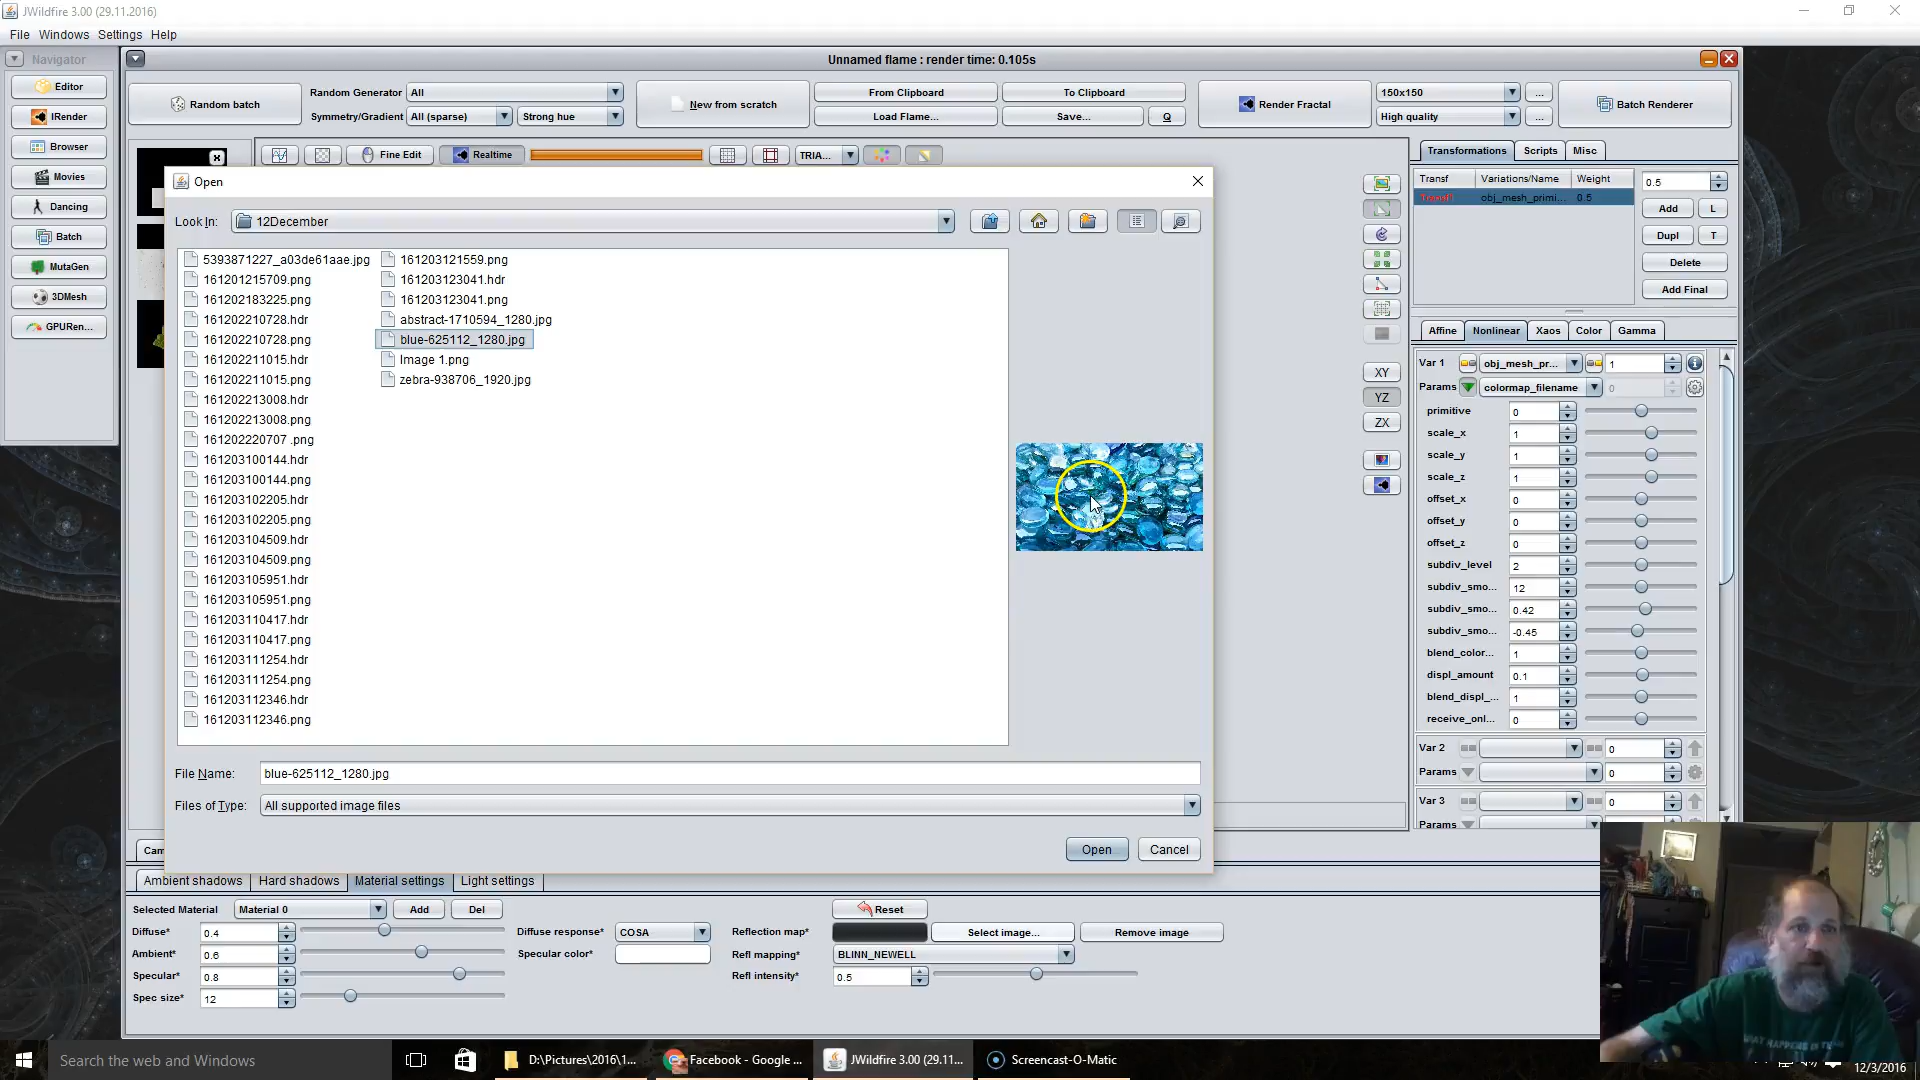 JWildfire 3.00 (29.11.2016)
File Windows Settings Help
Navigator
Editor
IRender
Browser
Movies
Dancing
Batch
MutaGen
3DMesh
GPURen...
Unnamed flame : render time: 0.105s
Random batch
Random Generator All
Symmetry/Gradient All (sparse) Strong hue
New from scratch
From Clipboard To Clipboard
Load Flame... Save... Q
Render Fractal
150x150 ...
High quality ...
Batch Renderer
Fine Edit Realtime TRIA...
Open
Look In: 12December
5393871227_a03de61aae.jpg
161201215709.png
161202183225.png
161202210728.hdr
161202210728.png
161202211015.hdr
161202211015.png
161202213008.hdr
161202213008.png
161202220707 .png
161203100144.hdr
161203100144.png
161203102205.hdr
161203102205.png
161203104509.hdr
161203104509.png
161203105951.hdr
161203105951.png
161203110417.hdr
161203110417.png
161203111254.hdr
161203111254.png
161203112346.hdr
161203112346.png
161203121559.png
161203123041.hdr
161203123041.png
abstract-1710594_1280.jpg
blue-625112_1280.jpg
Image 1.png
zebra-938706_1920.jpg
File Name: blue-625112_1280.jpg
Files of Type: All supported image files
Open Cancel
XY
YZ
ZX
Transformations Scripts Misc
Transf Variations/Name Weight
Transf1 obj_mesh_primi... 0.5
0.5
Add L
Dupl T
Delete
Add Final
Affine Nonlinear Xaos Color Gamma
Var 1 obj_mesh_pr... 1
Params colormap_filename 0
primitive 0
scale_x 1
scale_y 1
scale_z 1
offset_x 0
offset_y 0
offset_z 0
subdiv_level 2
subdiv_smo... 12
subdiv_smo... 0.42
subdiv_smo... -0.45
blend_color... 1
displ_amount 0.1
blend_displ_... 1
receive_onl... 0
Var 2 0
Params 0
Var 3 0
Params
Cam
Ambient shadows Hard shadows Material settings Light settings
Selected Material Material 0 Add Del
Diffuse* 0.4
Ambient* 0.6
Specular* 0.8
Spec size* 12
Diffuse response* COSA
Specular color*
Reset
Reflection map* Select image... Remove image
Refl mapping* BLINN_NEWELL
Refl intensity* 0.5
Search the web and Windows
D:\Pictures\2016\1...
Facebook - Google ...
JWildfire 3.00 (29.11...
Screencast-O-Matic
12/3/2016